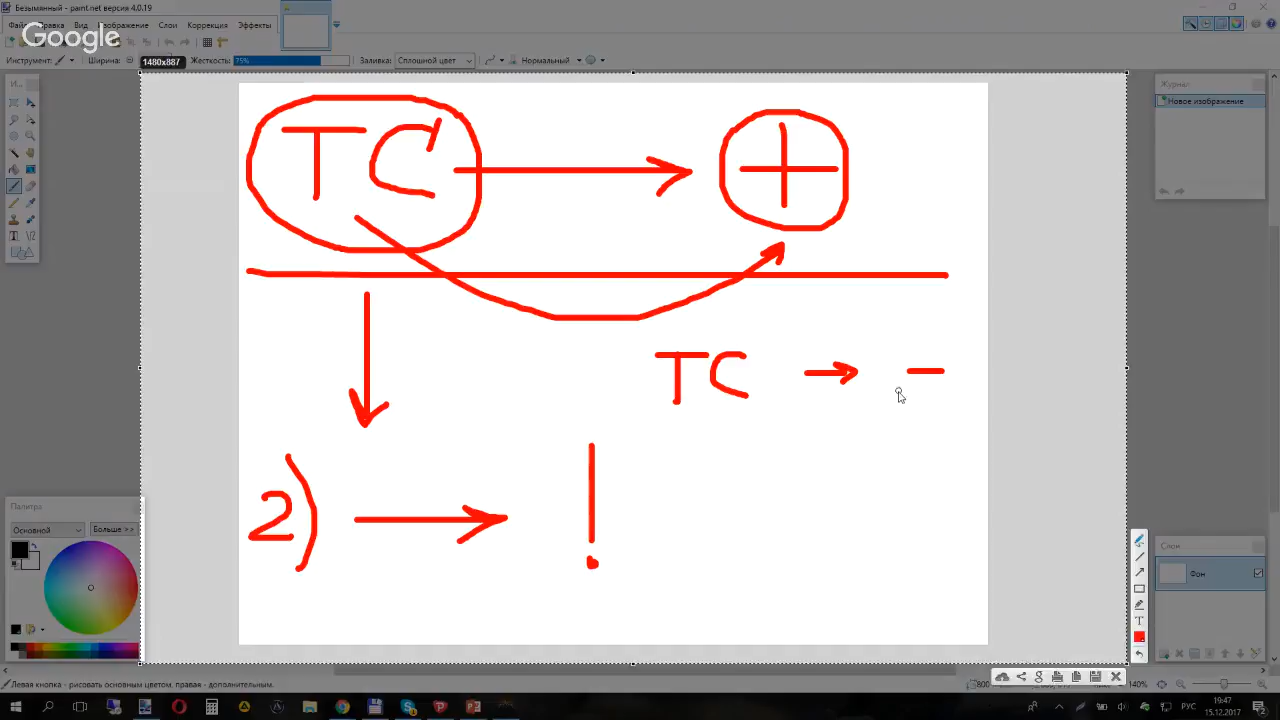 Безымянный - paint.net версия 4.0.19
Файл Правка Вид Изображение Слои Коррекция Эффекты
Google
Инструмент: Ширина: 1480x887 Жесткость: 75% Заливка: Сплошной цвет Нормальный
И...
Журнал
Новое изображение
ТС → +
ТС → -
2) → !
Палитра
Основной Больше >>
Слои
Фон
Левая кнопка - рисовать основным цветом, правая - дополнительным.
800
140%
РУС
19:47
15.12.2017
2